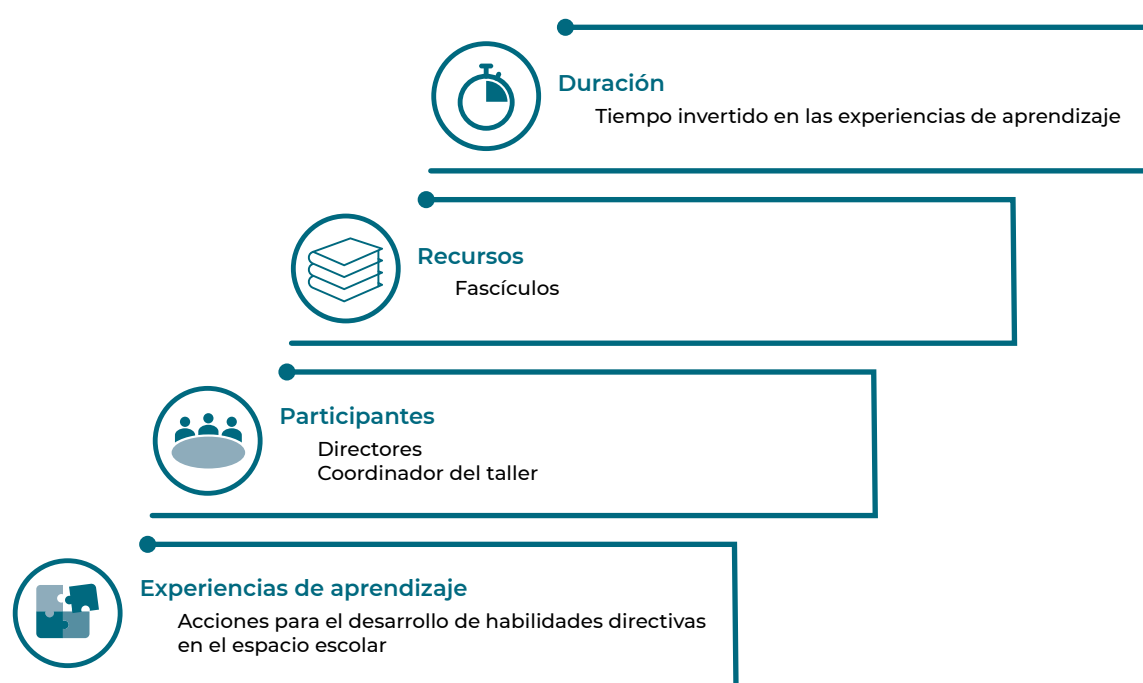 Duración
Tiempo invertido en las experiencias de aprendizaje
Recursos
Fascículos
Participantes
Directores
Coordinador del taller
Experiencias de aprendizaje
Acciones para el desarrollo de habilidades directivas
en el espacio escolar